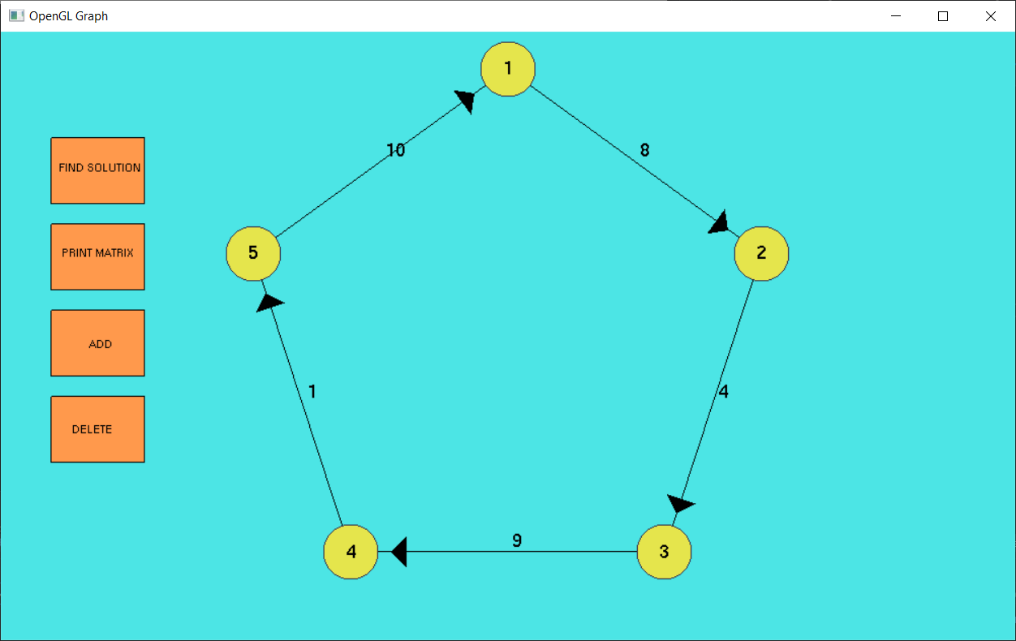 OpenGL Graph
1
10
8
FIND SOLUTION
5
2
PRINT MATRIX
ADD
1
4
DELETE
9
4
3